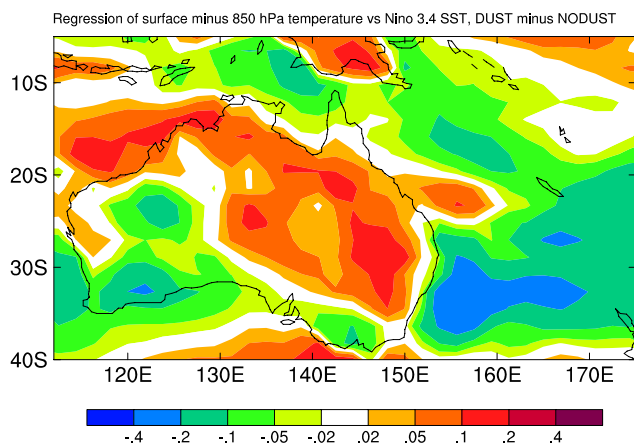 Regression of surface minus 850 hPa temperature vs Nino 3.4 SST, DUST minus NODUST
10S
20S
30S
40S
120E 130E 140E 150E 160E 170E
-.4 -.2 -.1 -.05 -.02 .02 .05 .1 .2 .4